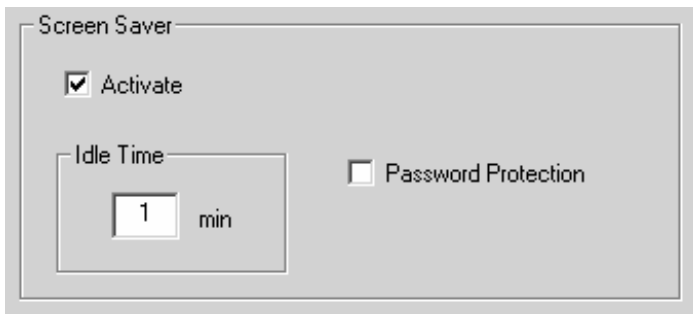 Screen Saver
Activate
Idle Time
Password Protection
1 min